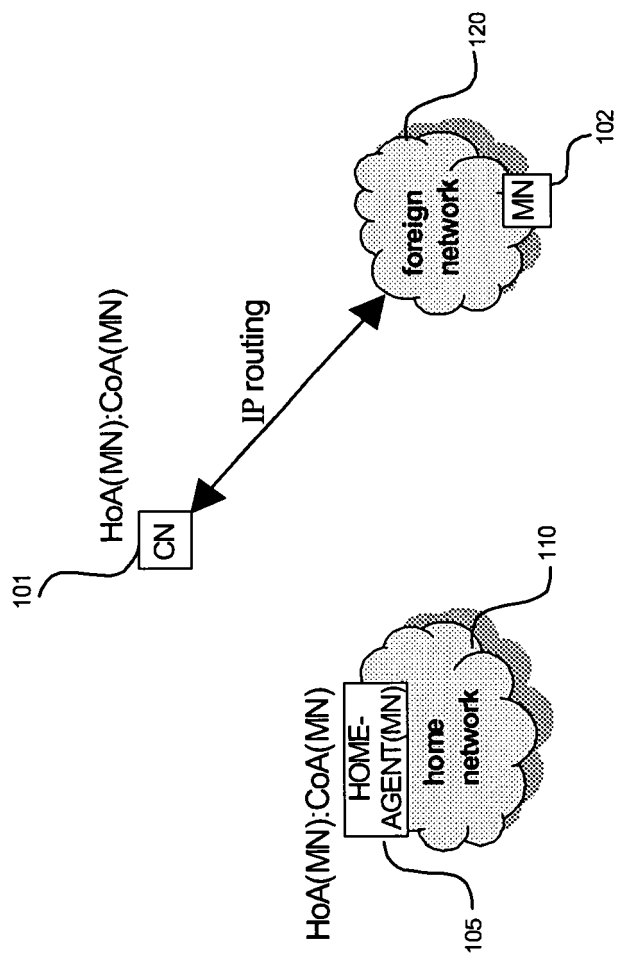 101
HoA(MN):CoA(MN)
CN
IP routing
120
foreign
network
MN
102
HoA(MN):CoA(MN)
HOME-
AGENT(MN)
home
network
105
110